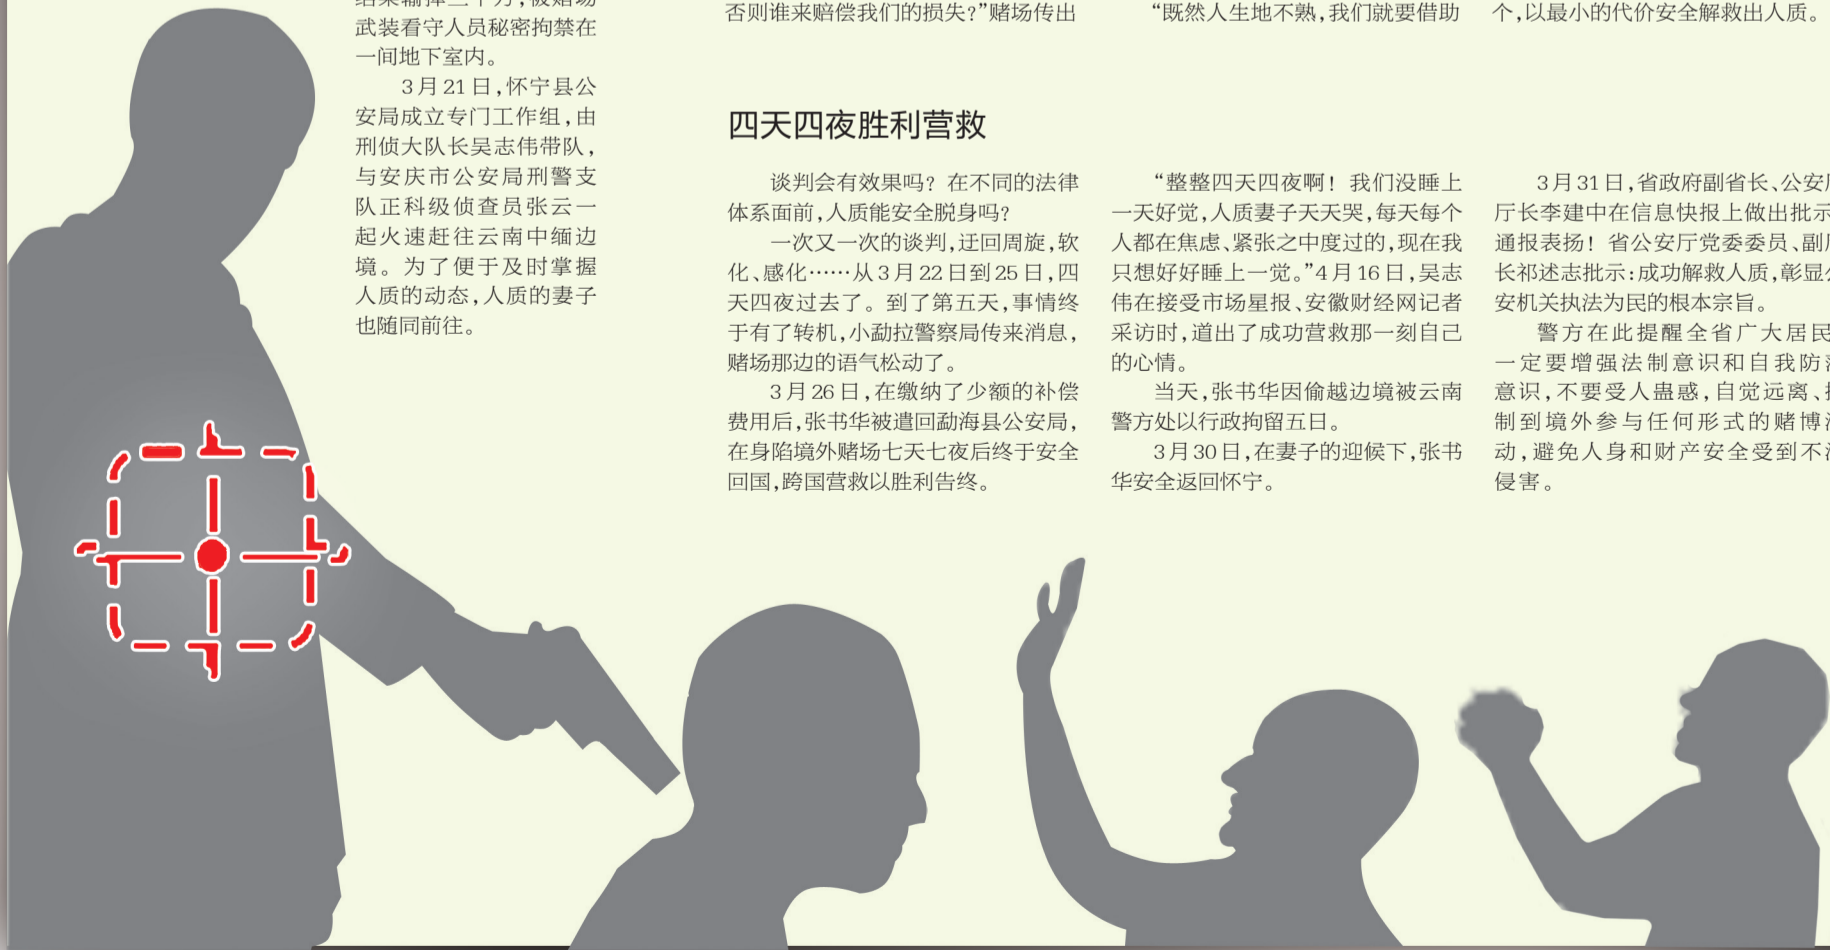 武装看守人员秘密拘禁在
一间地下室内。
3月21日,怀宁县公
安局成立专门工作组,由
刑侦大队长吴志伟带队,
与安庆市公安局刑警支
队正科级侦查员张云一
起火速赶往云南中缅边
境。为了便于及时掌握
人质的动态,人质的妻子
也随同前往。
否则谁来赔偿我们的损失?”赌场传出
“既然人生地不熟,我们就要借助
个,以最小的代价安全解救出人质。
四天四夜胜利营救
谈判会有效果吗?在不同的法律
体系面前,人质能安全脱身吗?
一次又一次的谈判,迂回周旋,软
化、感化……从3月22日到25日,四
天四夜过去了。到了第五天,事情终
于有了转机,小勐拉警察局传来消息,
赌场那边的语气松动了。
3月26日,在缴纳了少额的补偿
费用后,张书华被遣回勐海县公安局,
在身陷境外赌场七天七夜后终于安全
回国,跨国营救以胜利告终。
“整整四天四夜啊!我们没睡上
一天好觉,人质妻子天天哭,每天每个
人都在焦虑、紧张之中度过的,现在我
只想好好睡上一觉。”4月16日,吴志
伟在接受市场星报、安徽财经网记者
采访时,道出了成功营救那一刻自己
的心情。
当天,张书华因偷越边境被云南
警方处以行政拘留五日。
3月30日,在妻子的迎候下,张书
华安全返回怀宁。
3月31日,省政府副省长、公安
厅长李建中在信息快报上做出批示
通报表扬!省公安厅党委委员、副
长祁述志批示:成功解救人质,彰显
安机关执法为民的根本宗旨。
警方在此提醒全省广大居民
一定要增强法制意识和自我防
意识,不要受人蛊惑,自觉远离、
制到境外参与任何形式的赌博
动,避免人身和财产安全受到不
侵害。